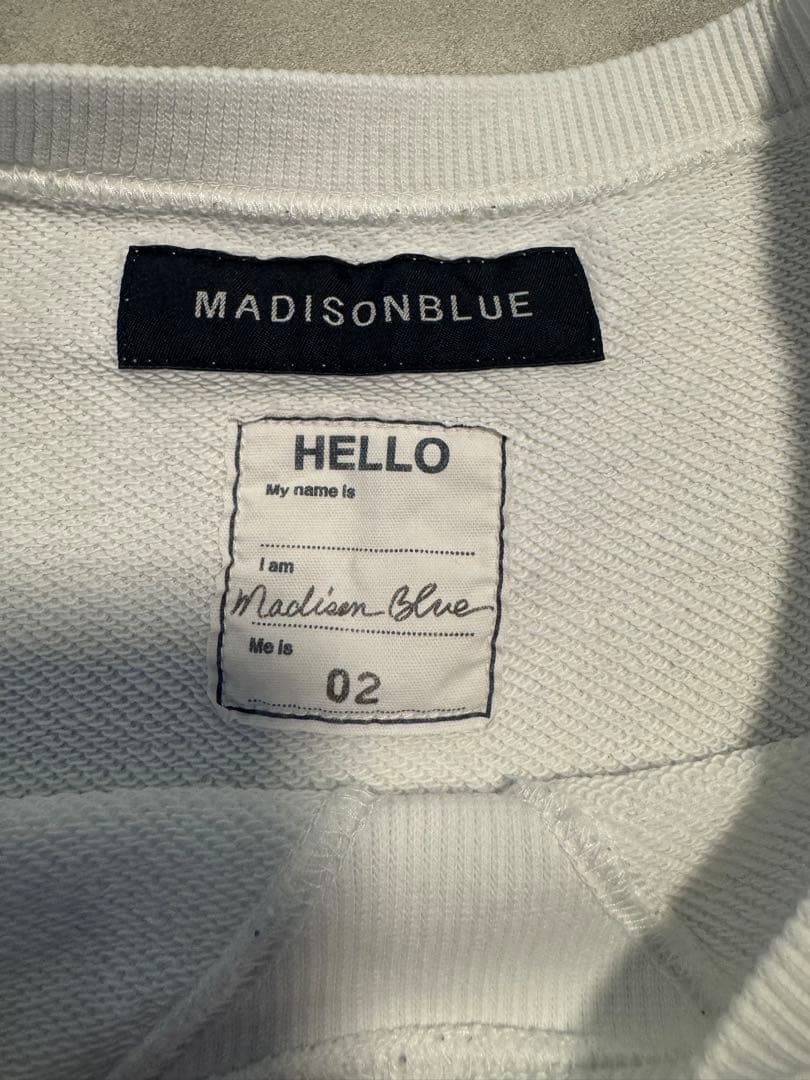 MADISONBLUE
HELLO
My name is
I am
Madison Blue
Me is
02